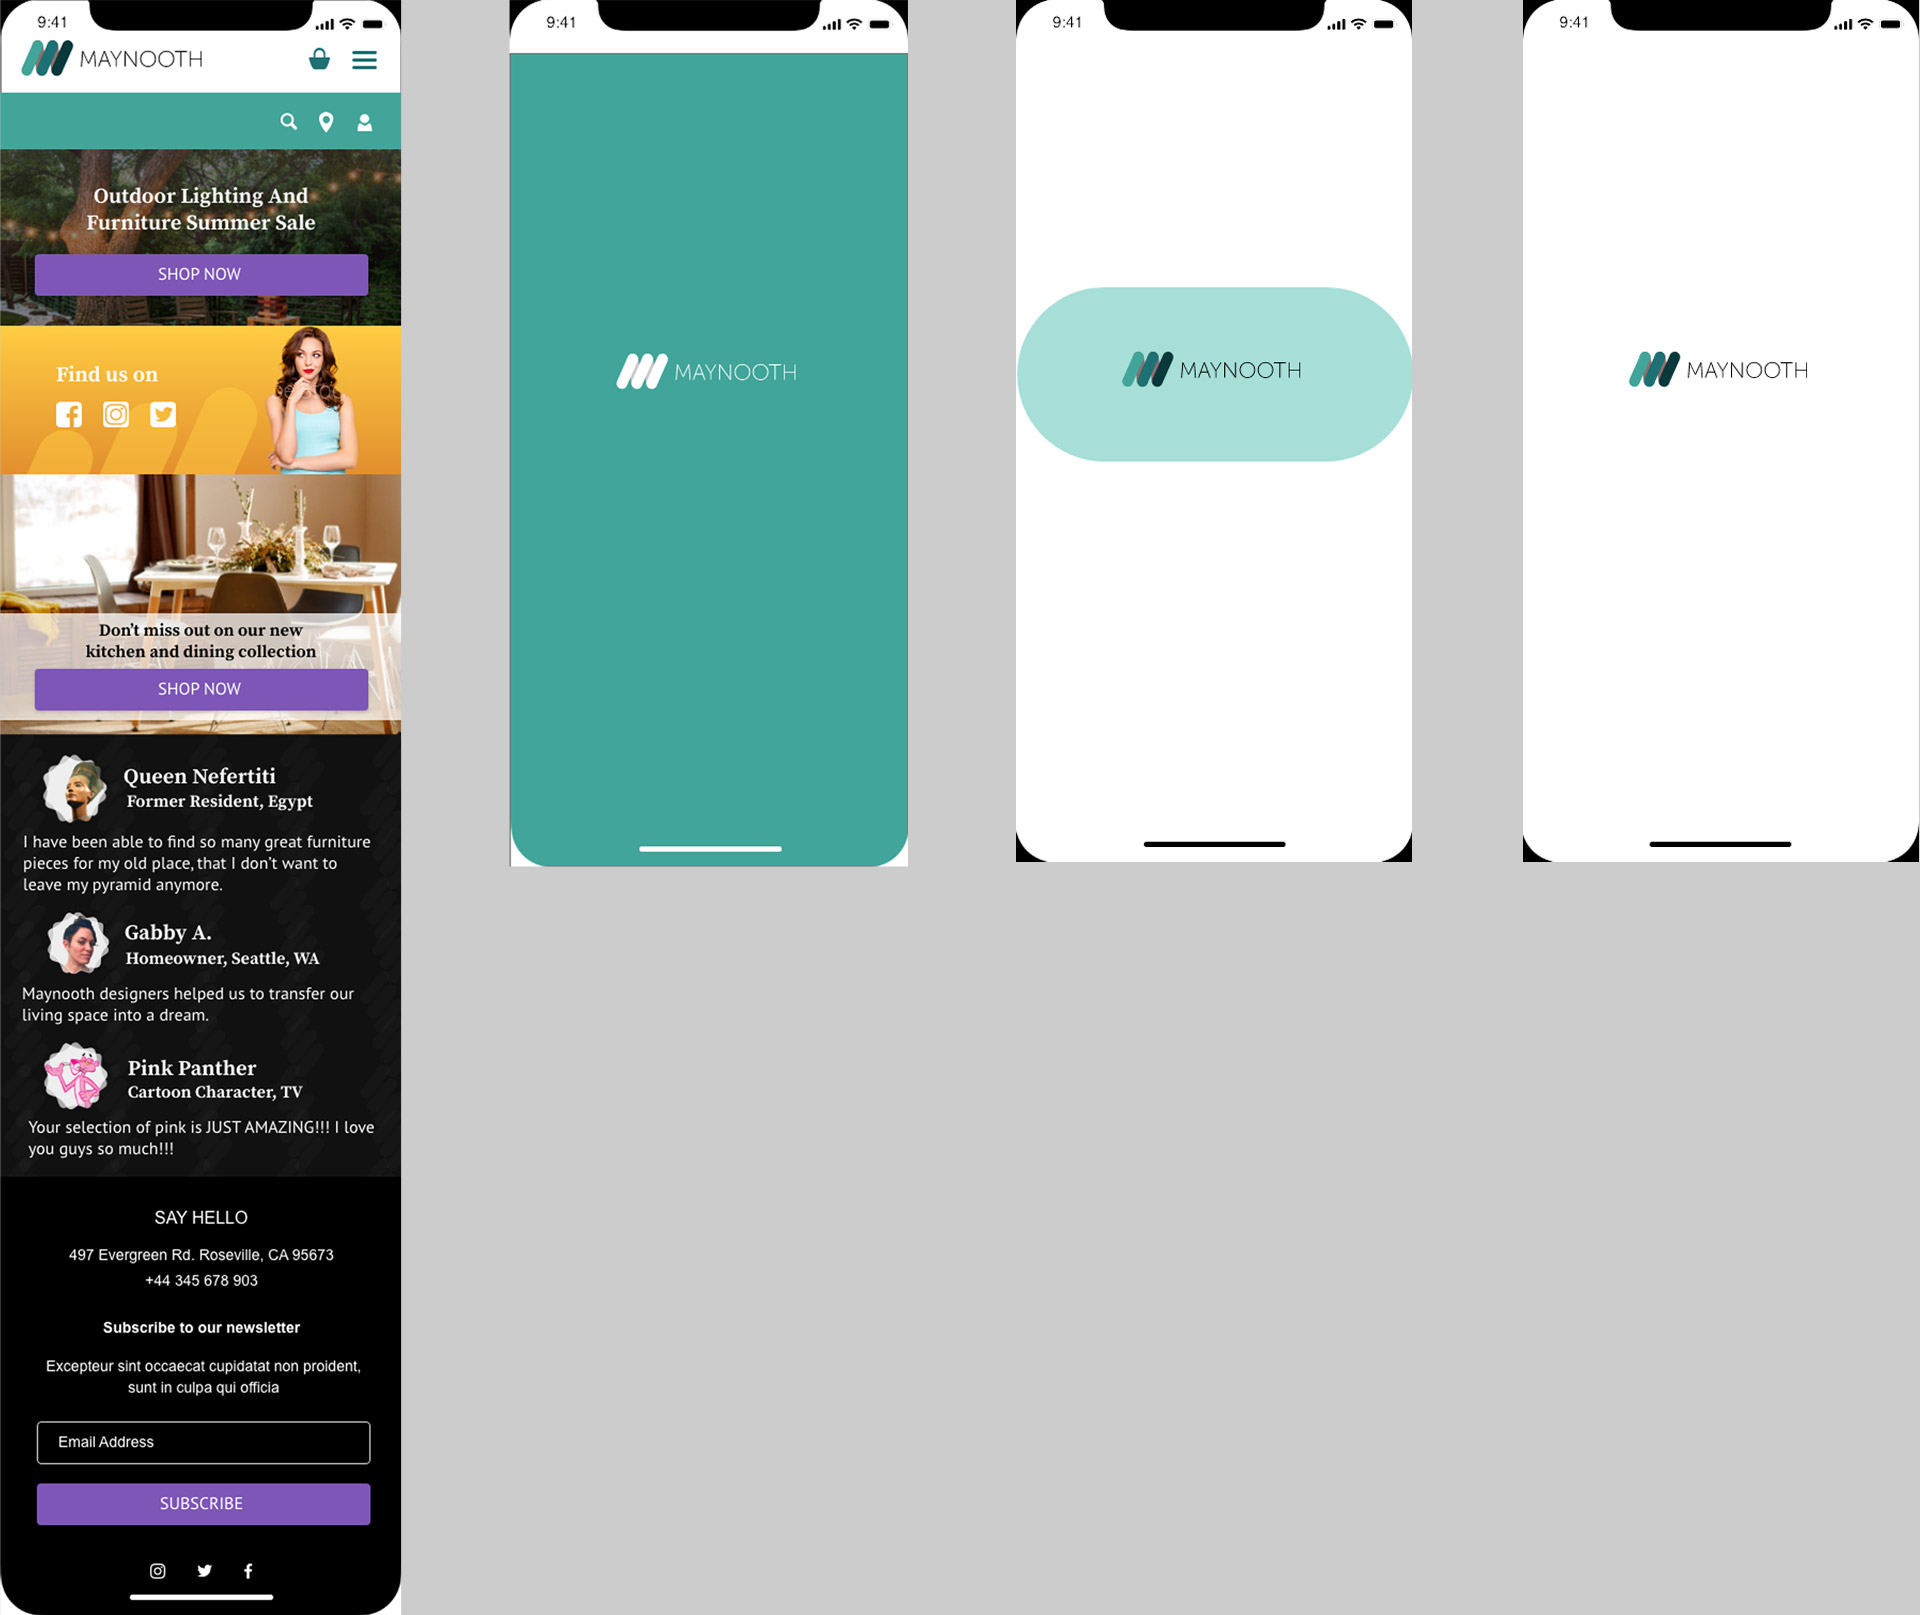 9:41
MAYNOOTH
Outdoor Lighting And
Furniture Summer Sale
SHOP NOW
Find us on
Don't miss out on our new
kitchen and dining collection
SHOP NOW
Queen Nefertiti
Former Resident, Egypt
I have been able to find so many great furniture
pieces for my old place, that I don't want to
leave my pyramid anymore.
Gabby A.
Homeowner, Seattle, WA
Maynooth designers helped us to transfer our
living space into a dream.
Pink Panther
Cartoon Character, TV
Your selection of pink is JUST AMAZING!!! I love
you guys so much!!!
SAY HELLO
497 Evergreen Rd. Roseville, CA 95673
+44 345 678 903
Subscribe to our newsletter
Excepteur sint occaecat cupidatat non proident,
sunt in culpa qui officia
Email Address
SUBSCRIBE
9:41
MAYNOOTH
9:41
MAYNOOTH
9:41
MAYNOOTH